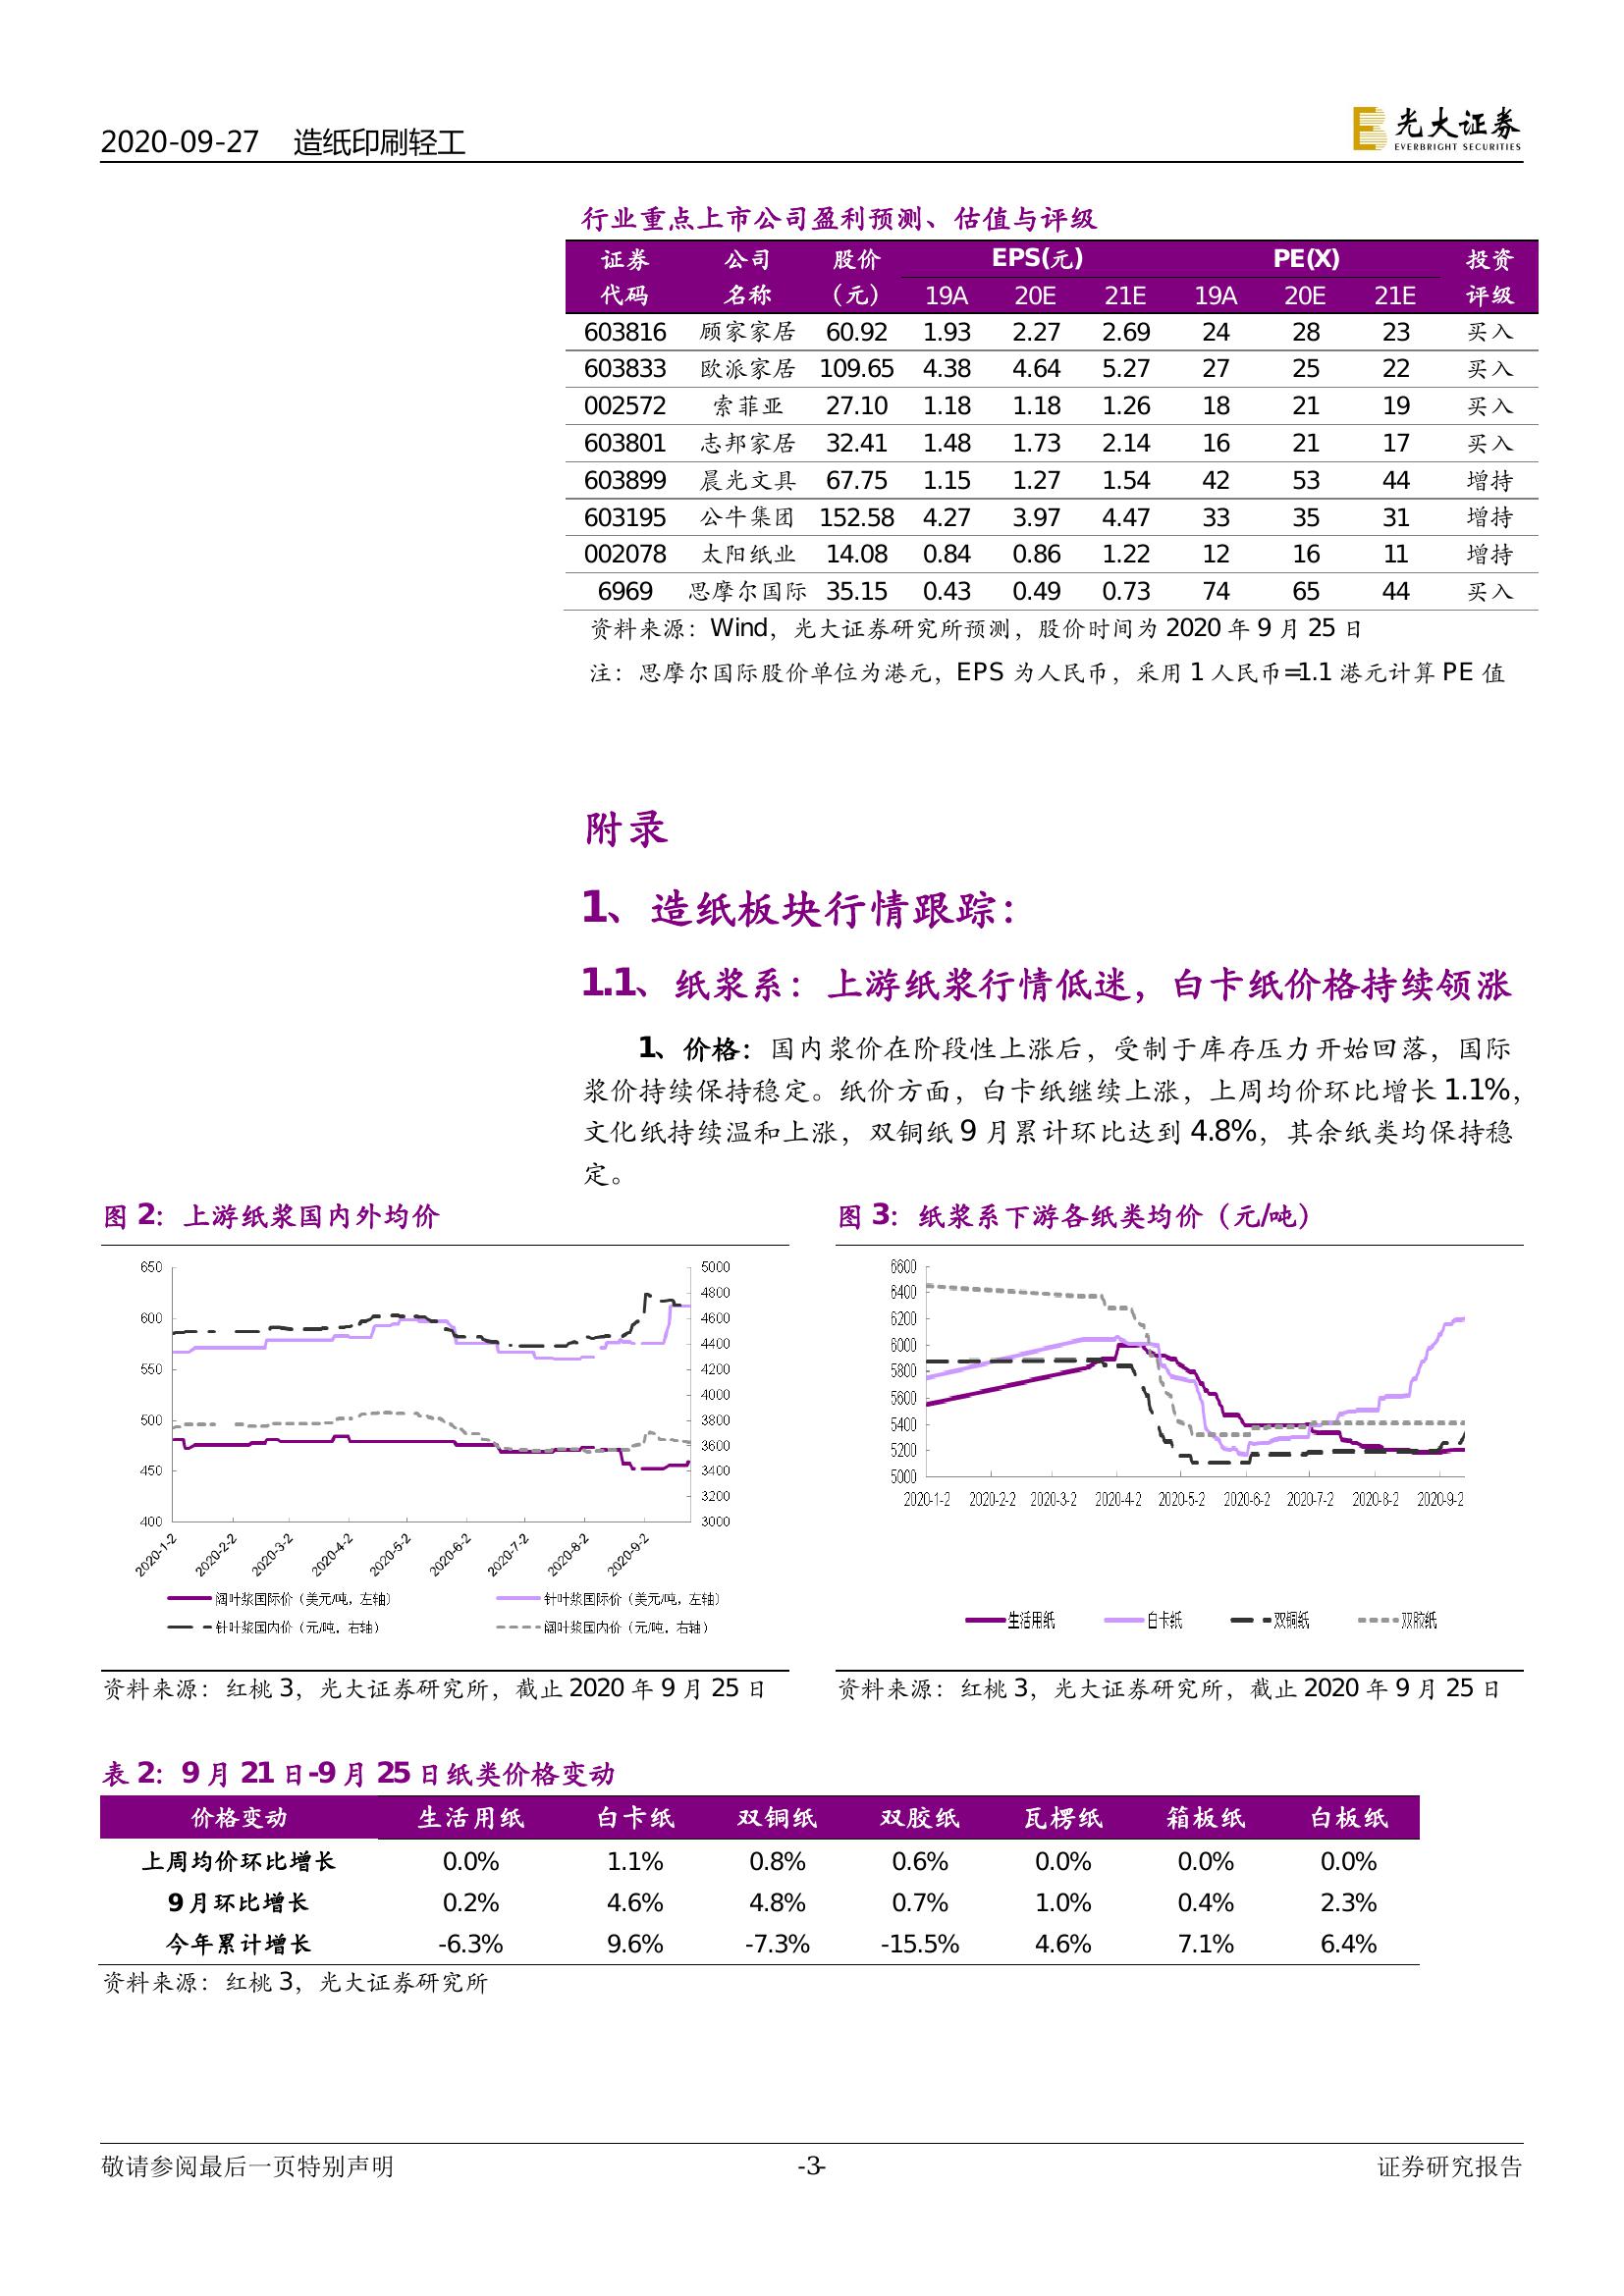 2020-09-27 造纸印刷轻工
光大证券
EVERBRIGHT SECURITIES
行业重点上市公司盈利预测、估值与评级
证券 公司 股价 EPS(元) PE(X) 投资
代码 名称 （元） 19A 20E 21E 19A 20E 21E 评级
603816 顾家家居 60.92 1.93 2.27 2.69 24 28 23 买入
603833 欧派家居 109.65 4.38 4.64 5.27 27 25 22 买入
002572 索菲亚 27.10 1.18 1.18 1.26 18 21 19 买入
603801 志邦家居 32.41 1.48 1.73 2.14 16 21 17 买入
603899 晨光文具 67.75 1.15 1.27 1.54 42 53 44 增持
603195 公牛集团 152.58 4.27 3.97 4.47 33 35 31 增持
002078 太阳纸业 14.08 0.84 0.86 1.22 12 16 11 增持
6969 思摩尔国际 35.15 0.43 0.49 0.73 74 65 44 买入
资料来源：Wind，光大证券研究所预测，股价时间为 2020 年 9 月 25 日
注：思摩尔国际股价单位为港元，EPS 为人民币，采用 1 人民币=1.1 港元计算 PE 值
附录
1、造纸板块行情跟踪：
1.1、纸浆系：上游纸浆行情低迷，白卡纸价格持续领涨
1、价格：国内浆价在阶段性上涨后，受制于库存压力开始回落，国际
浆价持续保持稳定。纸价方面，白卡纸继续上涨，上周均价环比增长 1.1%，
文化纸持续温和上涨，双铜纸 9 月累计环比达到 4.8%，其余纸类均保持稳
定。
图 2：上游纸浆国内外均价
650
600
550
500
450
400
5000
4800
4600
4400
4200
4000
3800
3600
3400
3200
3000
2020-1-2 2020-2-2 2020-3-2 2020-4-2 2020-5-2 2020-6-2 2020-7-2 2020-8-2 2020-9-2
阔叶浆国际价（美元/吨，左轴） 针叶浆国际价（美元/吨，左轴）
针叶浆国内价（元/吨，右轴） 阔叶浆国内价（元/吨，右轴）
资料来源：红桃 3，光大证券研究所，截止 2020 年 9 月 25 日
图 3：纸浆系下游各纸类均价（元/吨）
6600
6400
6200
6000
5800
5600
5400
5200
5000
2020-1-2 2020-2-2 2020-3-2 2020-4-2 2020-5-2 2020-6-2 2020-7-2 2020-8-2 2020-9-2
生活用纸 白卡纸 双铜纸 双胶纸
资料来源：红桃 3，光大证券研究所，截止 2020 年 9 月 25 日
表 2：9 月 21 日-9 月 25 日纸类价格变动
价格变动 生活用纸 白卡纸 双铜纸 双胶纸 瓦楞纸 箱板纸 白板纸
上周均价环比增长 0.0% 1.1% 0.8% 0.6% 0.0% 0.0% 0.0%
9 月环比增长 0.2% 4.6% 4.8% 0.7% 1.0% 0.4% 2.3%
今年累计增长 -6.3% 9.6% -7.3% -15.5% 4.6% 7.1% 6.4%
资料来源：红桃 3，光大证券研究所
敬请参阅最后一页特别声明 -3- 证券研究报告